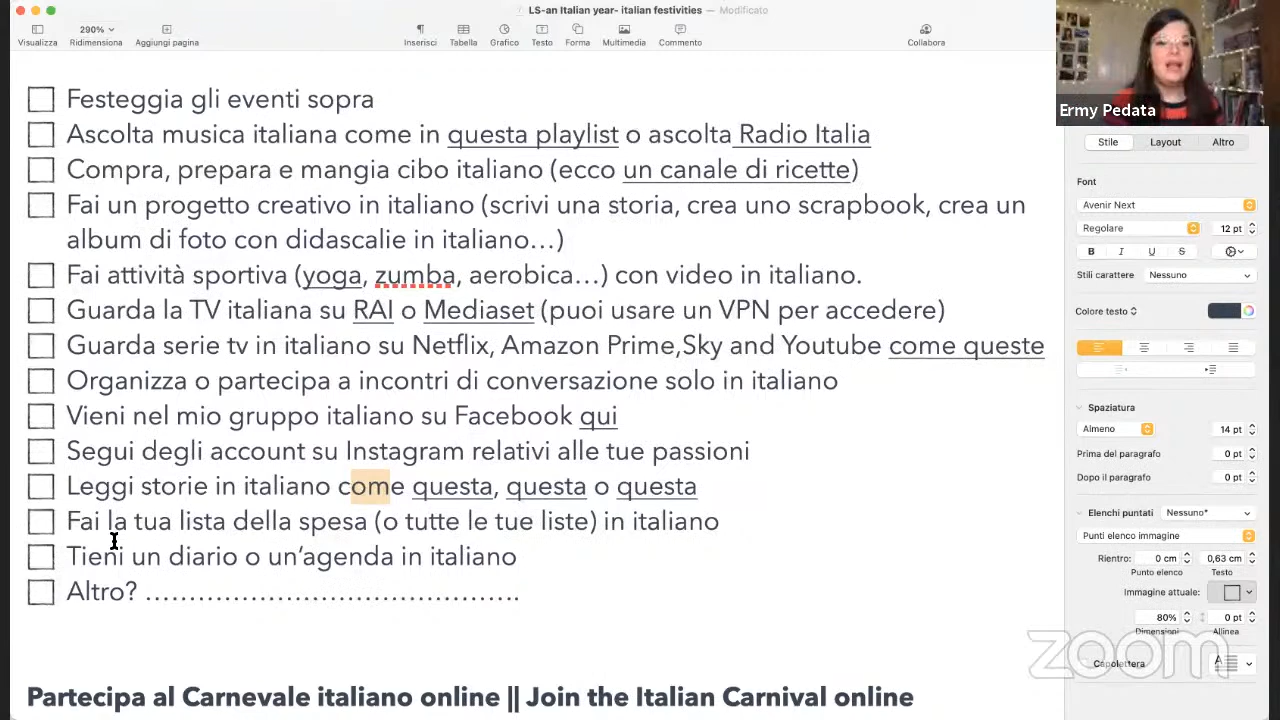 LS-an Italian year- italian festivities — Modificato
290%
Visualizza Ridimensiona Aggiungi pagina Inserisci Tabella Grafico Testo Forma Multimedia Commento Collabora
Ermy Pedata
Festeggia gli eventi sopra
Ascolta musica italiana come in questa playlist o ascolta Radio Italia
Compra, prepara e mangia cibo italiano (ecco un canale di ricette)
Fai un progetto creativo in italiano (scrivi una storia, crea uno scrapbook, crea un
album di foto con didascalie in italiano…)
Fai attività sportiva (yoga, zumba, aerobica…) con video in italiano.
Guarda la TV italiana su RAI o Mediaset (puoi usare un VPN per accedere)
Guarda serie tv in italiano su Netflix, Amazon Prime,Sky and Youtube come queste
Organizza o partecipa a incontri di conversazione solo in italiano
Vieni nel mio gruppo italiano su Facebook qui
Segui degli account su Instagram relativi alle tue passioni
Leggi storie in italiano come questa, questa o questa
Fai la tua lista della spesa (o tutte le tue liste) in italiano
Tieni un diario o un’agenda in italiano
Altro? …………………………………….
Partecipa al Carnevale italiano online || Join the Italian Carnival online
Stile Layout Altro
Font
Avenir Next
Regolare 12 pt
B I U S
Stili carattere Nessuno
Colore testo
Spaziatura
Almeno 14 pt
Prima del paragrafo 0 pt
Dopo il paragrafo 0 pt
Elenchi puntati Nessuno*
Punti elenco immagine
Rientro: 0 cm 0,63 cm
Punto elenco Testo
Immagine attuale:
80% 0 pt
Dimensioni Allinea
Capolettera
zoom